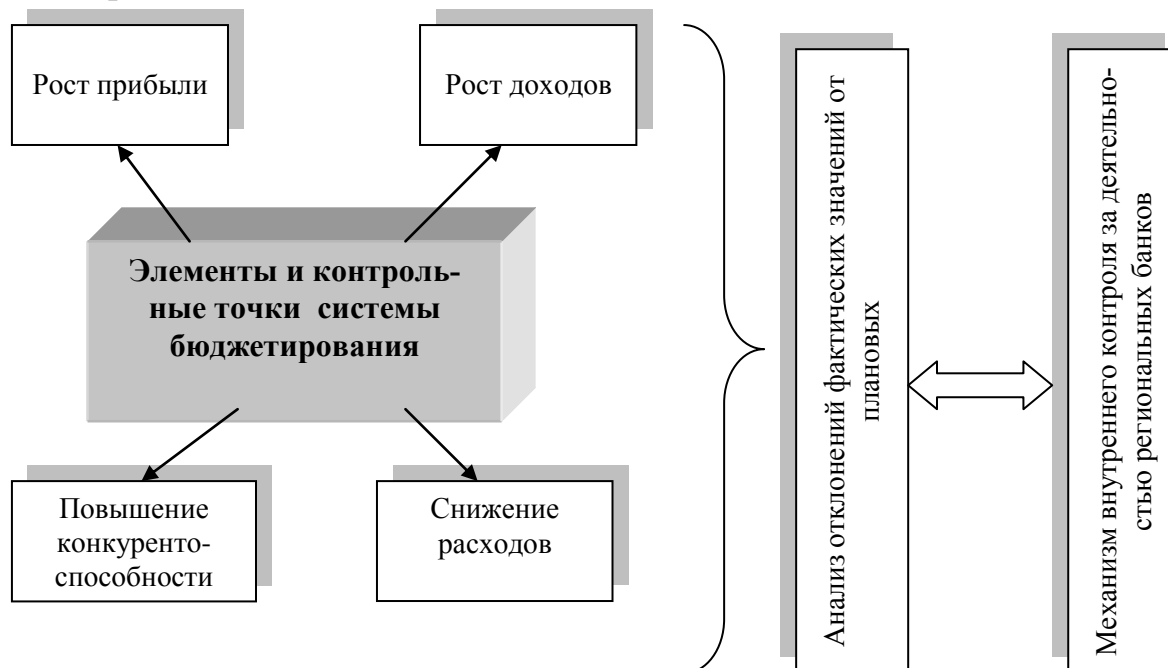 Рост прибыли
Рост доходов
Элементы и контроль-
ные точки системы
бюджетирования
Повышение
конкуренто-
способности
Снижение
расходов
Анализ отклонений фактических значений от
плановых
Механизм внутреннего контроля за деятельно-
стью региональных банков